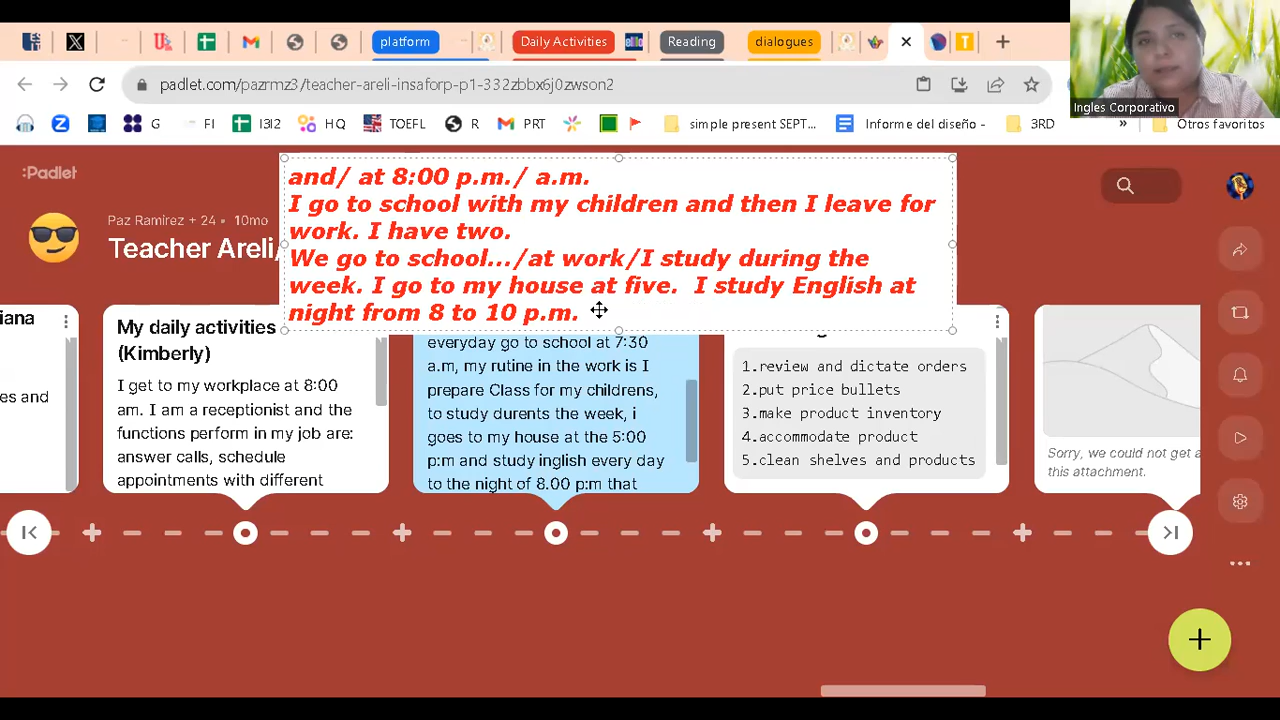 platform
Daily Activities
Reading
dialogues
padlet.com/pazrmz3/teacher-areli-insaforp-p1-332zbbx6j0zwson2
Ingles Corporativo
G
FI
I3I2
HQ
TOEFL
R
PRT
simple present SEPT...
Informe del diseño -
3RD
»
Otros favoritos
:Padlet
Paz Ramirez + 24 • 10mo
Teacher Areli/
and/ at 8:00 p.m./ a.m.
I go to school with my children and then I leave for
work. I have two.
We go to school.../at work/I study during the
week. I go to my house at five. I study English at
night from 8 to 10 p.m.
iana
es and
My daily activities
(Kimberly)
I get to my workplace at 8:00
am. I am a receptionist and the
functions perform in my job are:
answer calls, schedule
appointments with different
everyday go to school at 7:30
a.m, my rutine in the work is I
prepare Class for my childrens,
to study durents the week, i
goes to my house at the 5:00
p:m and study inglish every day
to the night of 8.00 p:m that
1.review and dictate orders
2.put price bullets
3.make product inventory
4.accommodate product
5.clean shelves and products
Sorry, we could not get a
this attachment.